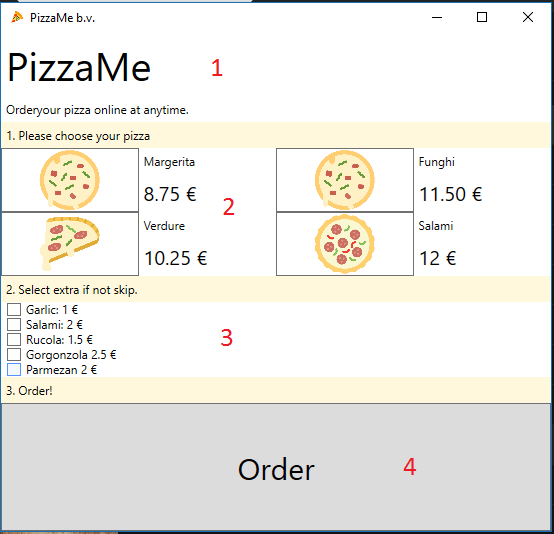 PizzaMe b.v.
PizzaMe 1
Orderyour pizza online at anytime.
1. Please choose your pizza
Margerita
8.75 €
Funghi
11.50 €
2
Verdure
10.25 €
Salami
12 €
2. Select extra if not skip.
Garlic: 1 €
Salami: 2 €
Rucola: 1.5 €
Gorgonzola 2.5 €
Parmezan 2 €
3
3. Order!
Order 4